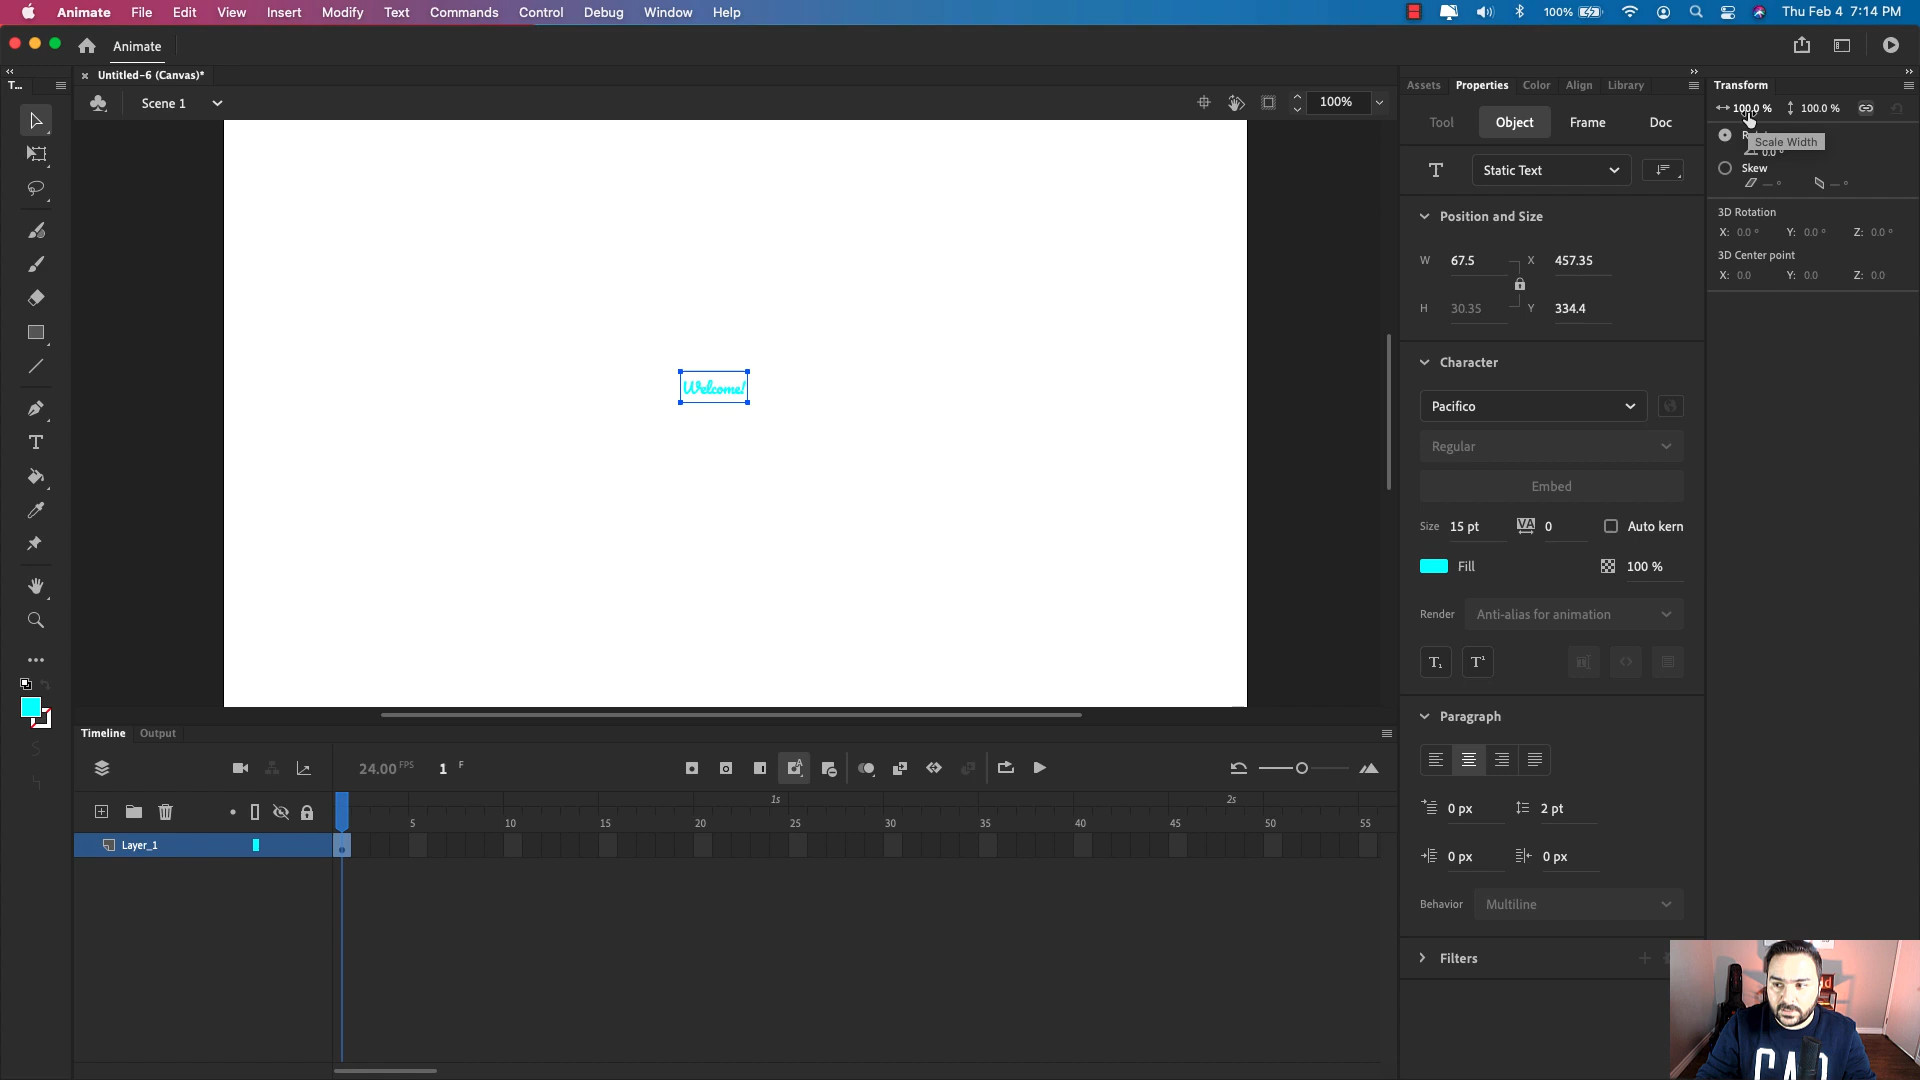 Animate File Edit View Insert Modify Text Commands Control Debug Window Help 100% Thu Feb 4 7:14 PM
Animate
T...
Untitled-6 (Canvas)*
Scene 1 100%
Assets Properties Color Align Library
Tool Object Frame Doc
Static Text
Position and Size
W 67.5 X 457.35
H 30.35 Y 334.4
Character
Pacifico
Regular
Embed
Size 15 pt VA 0 Auto kern
Fill 100 %
Render Anti-alias for animation
T₁ T¹
Paragraph
0 px 2 pt
0 px 0 px
Behavior Multiline
Filters
Transform
100.0 % 100.0 %
Scale Width
0.0 °
Skew
3D Rotation
X: 0.0 ° Y: 0.0 ° Z: 0.0 °
3D Center point
X: 0.0 Y: 0.0 Z: 0.0
Welcome!
Timeline Output
24.00 FPS 1 F
1s 2s
5 10 15 20 25 30 35 40 45 50 55
Layer_1